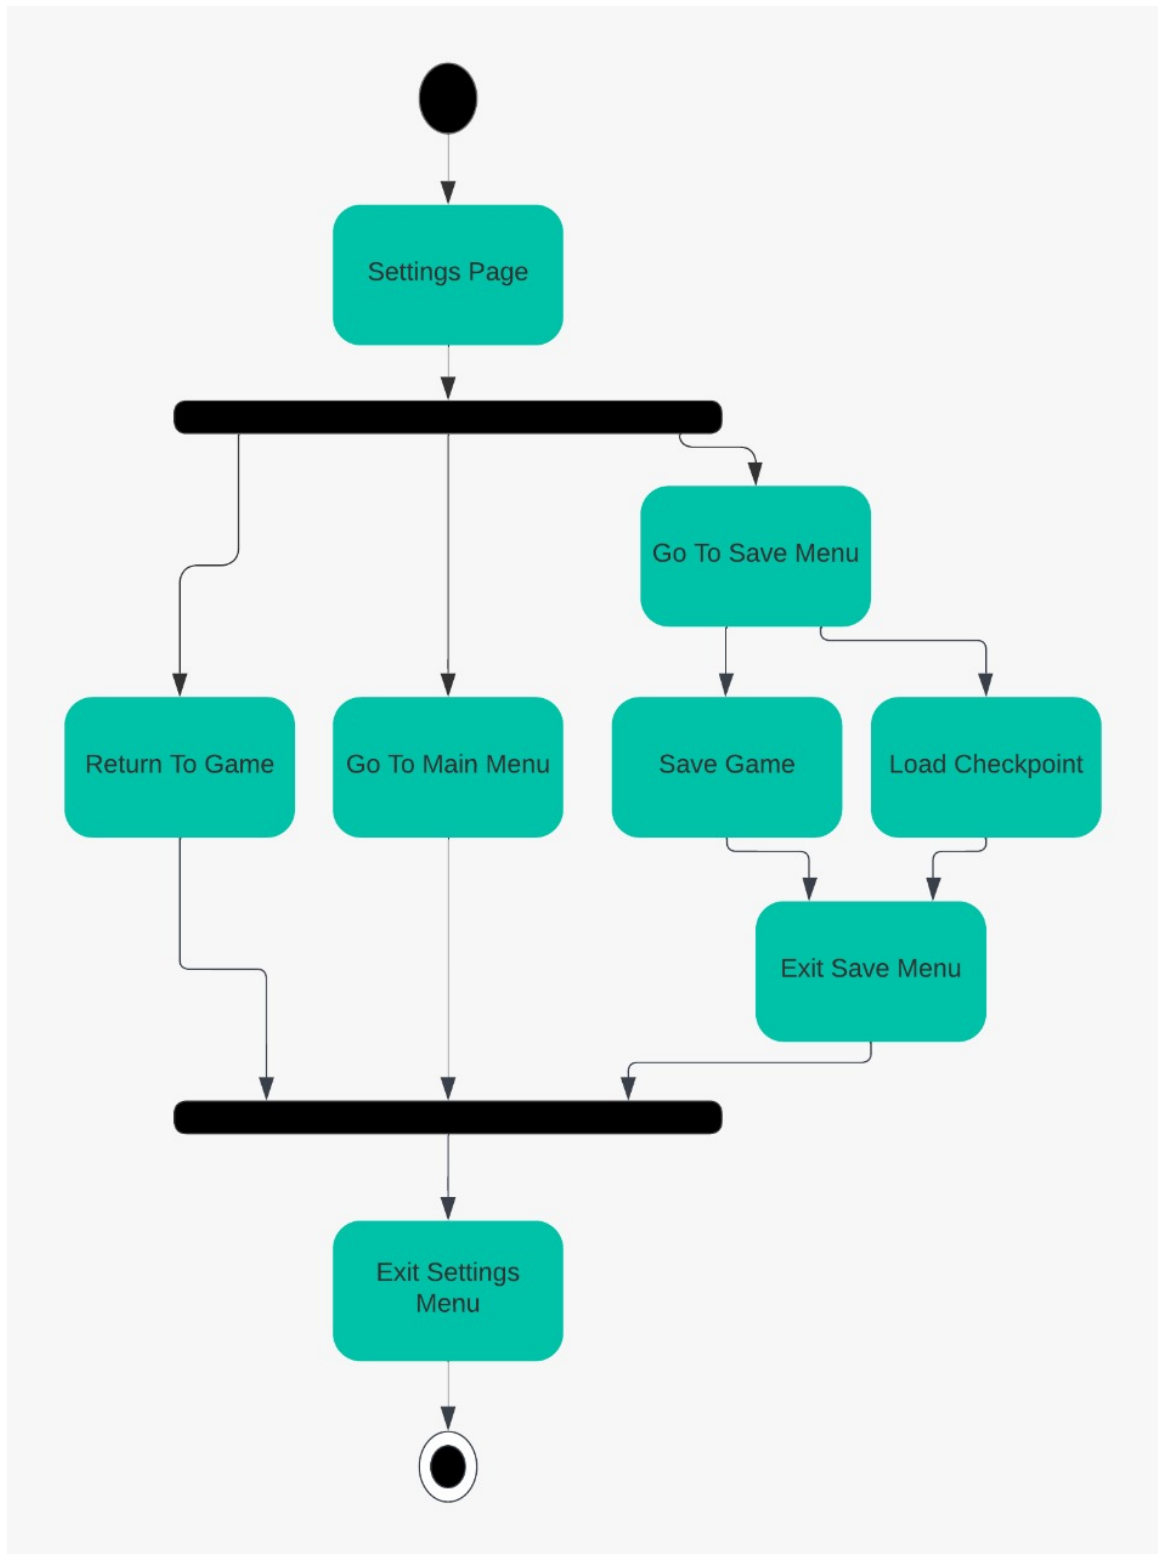 Settings Page
Go To Save Menu
Return To Game
Go To Main Menu
Save Game
Load Checkpoint
Exit Save Menu
Exit Settings
Menu